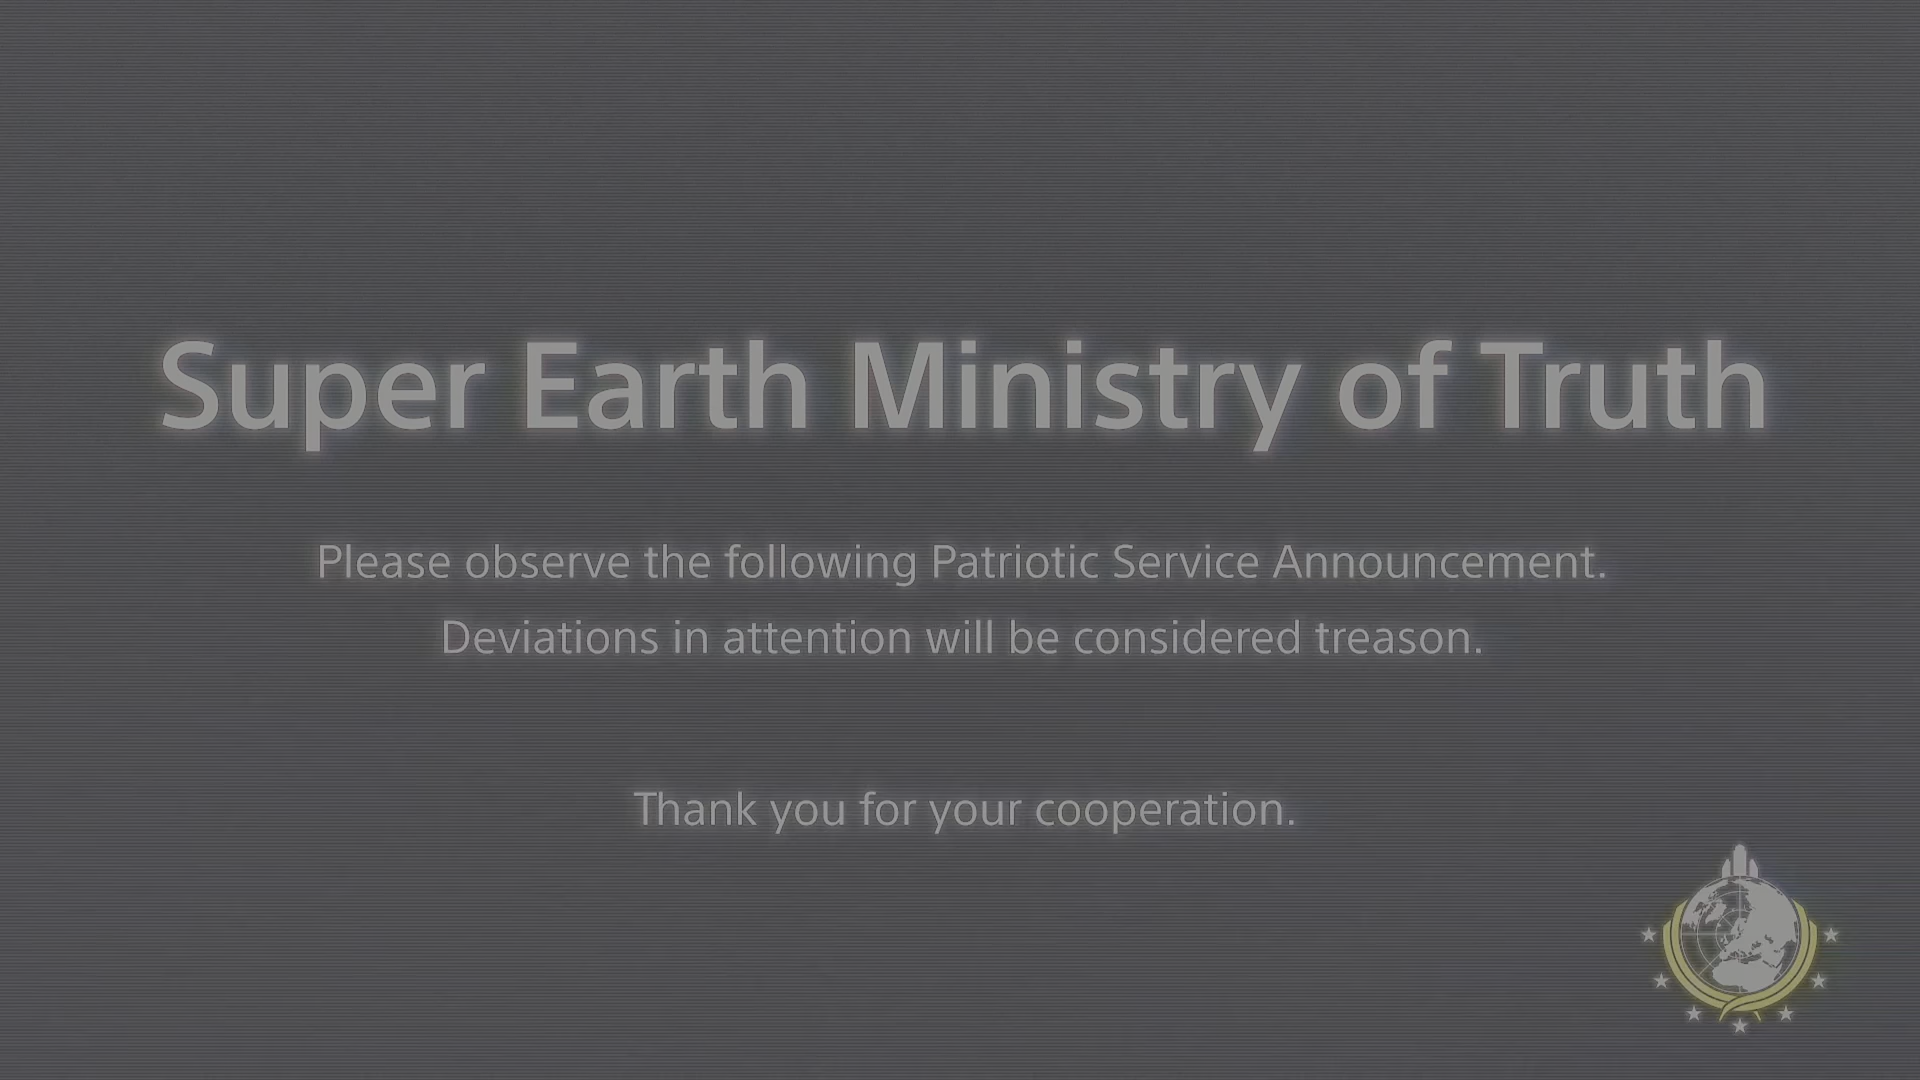 Super Earth Ministry of Truth
Please observe the following Patriotic Service Announcement.
Deviations in attention will be considered treason.
Thank you for your cooperation.